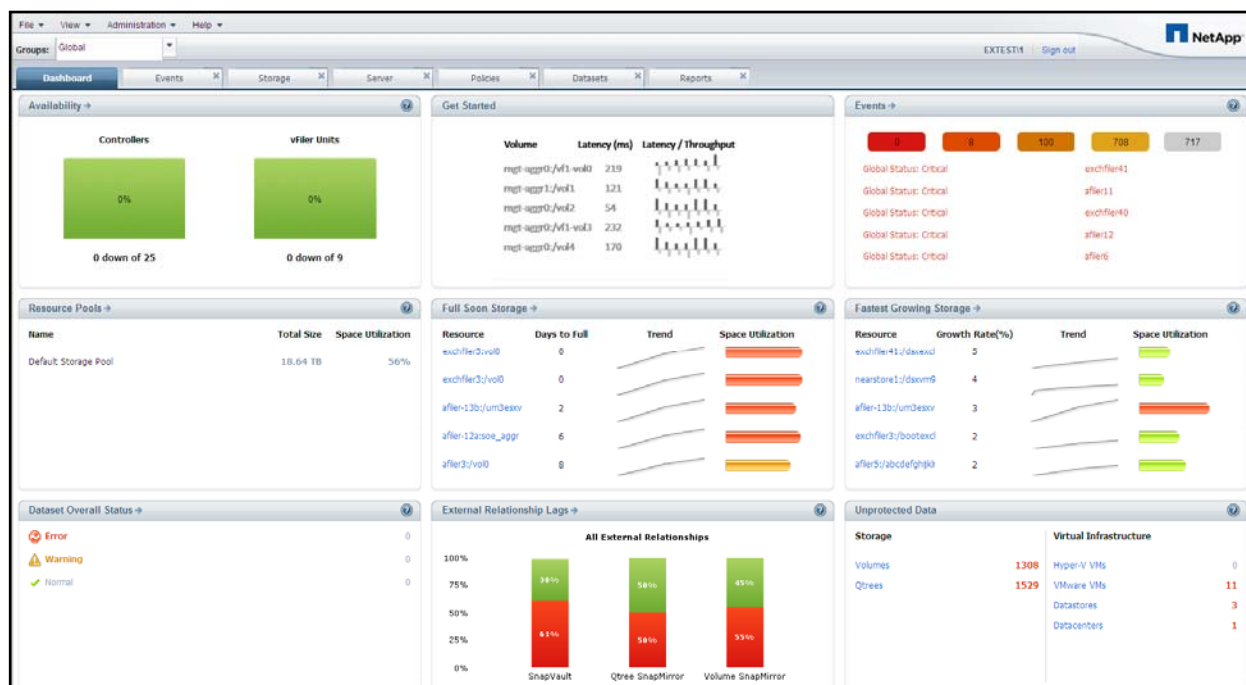 File View Administration Help
NetApp
Groups: Global
EXTEST\t1 Sign out
Dashboard Events Storage Server Policies Datasets Reports
Availability
Controllers vFiler Units
0% 0%
0 down of 25 0 down of 9
Get Started
Volume Latency (ms) Latency / Throughput
mgt-aggr0:/vf1-vol0 219
mgt-aggr1:/vol1 121
mgt-aggr0:/vol2 54
mgt-aggr0:/vf1-vol3 232
mgt-aggr0:/vol4 170
Events
0 8 100 708 717
Global Status: Critical exchfiler41
Global Status: Critical afiler11
Global Status: Critical exchfiler40
Global Status: Critical afiler12
Global Status: Critical afiler6
Resource Pools
Name Total Size Space Utilization
Default Storage Pool 18.64 TB 56%
Full Soon Storage
Resource Days to Full Trend Space Utilization
exchfiler3:vol0 0
exchfiler3:/vol0 0
afiler-13b:/um3esxv 2
afiler-12a:soe_aggr 6
afiler3:/vol0 8
Fastest Growing Storage
Resource Growth Rate(%) Trend Space Utilization
exchfiler41:/dsxexcl 5
nearstore1:/dsxvm9 4
afiler-13b:/um3esxv 3
exchfiler3:/bootexcl 2
afiler5:/abcdefghijkl 2
Dataset Overall Status
Error 0
Warning 0
Normal 0
External Relationship Lags
All External Relationships
100%
75%
50%
25%
0%
50% 45%
61% 50% 55%
SnapVault Qtree SnapMirror Volume SnapMirror
Unprotected Data
Storage
Volumes 1308
Qtrees 1529
Virtual Infrastructure
Hyper-V VMs 0
VMware VMs 11
Datastores 3
Datacenters 1